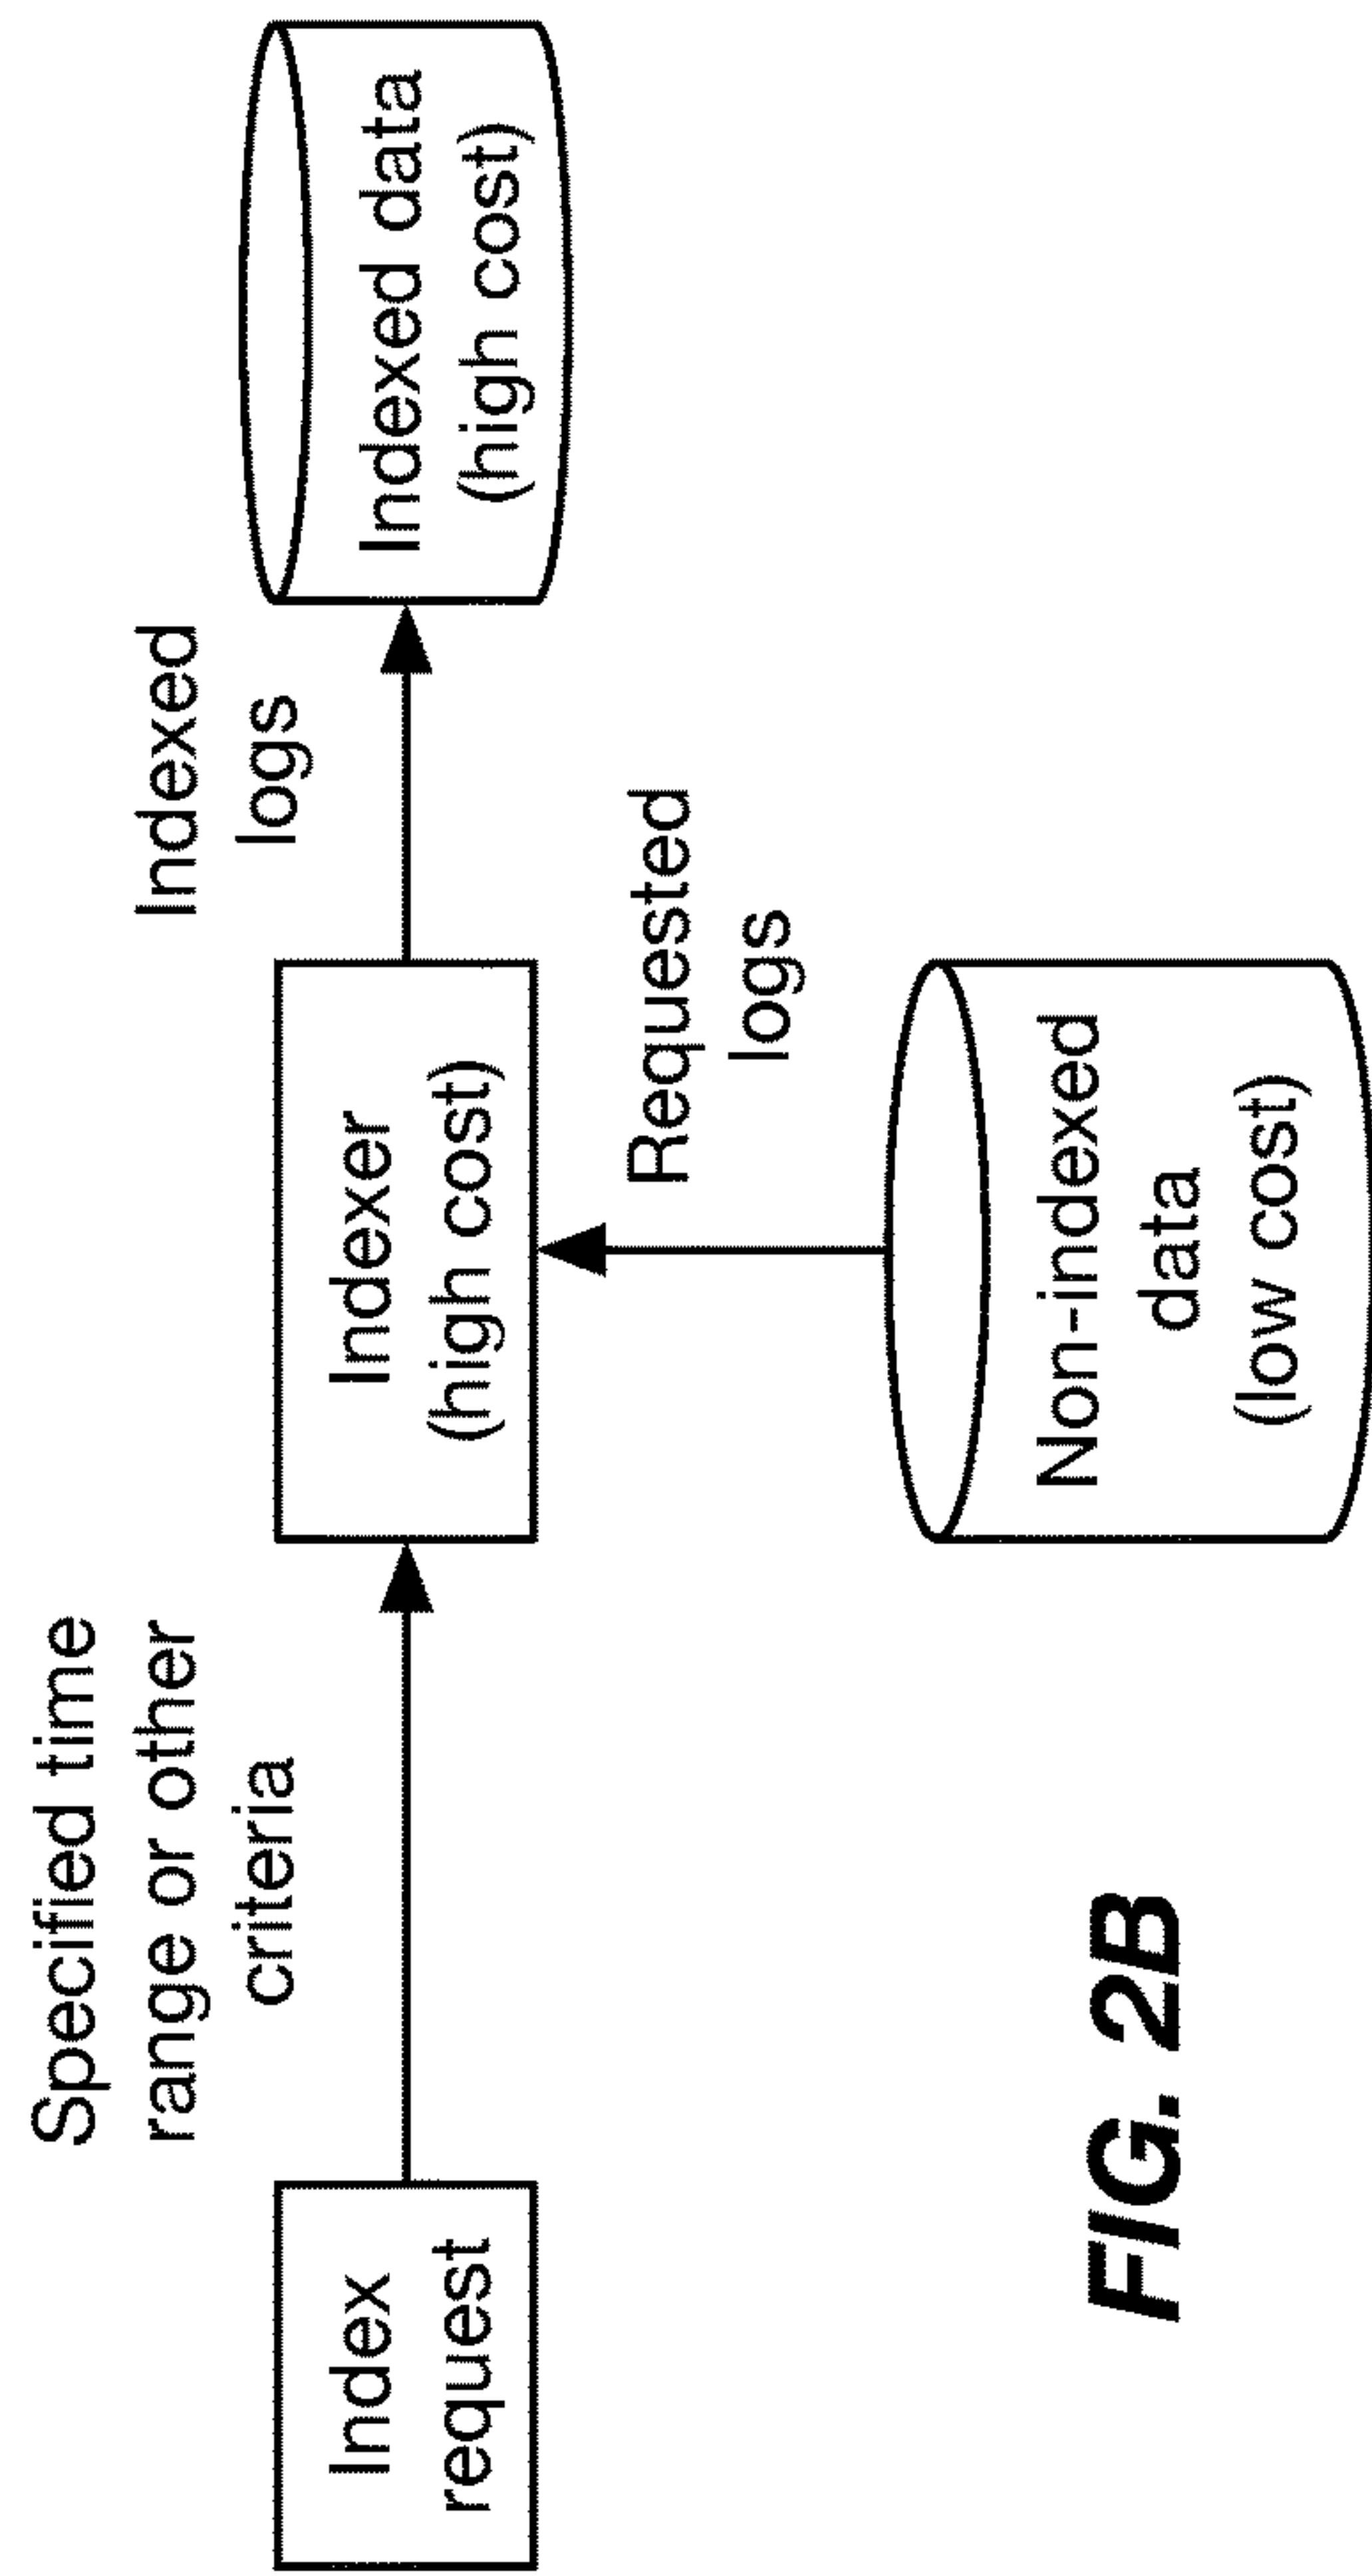 Specified time
range or other
criteria
Indexed
logs
Index
request
Indexer
(high cost)
Indexed data
(high cost)
Requested
logs
Non-indexed
data
(low cost)
FIG. 2B